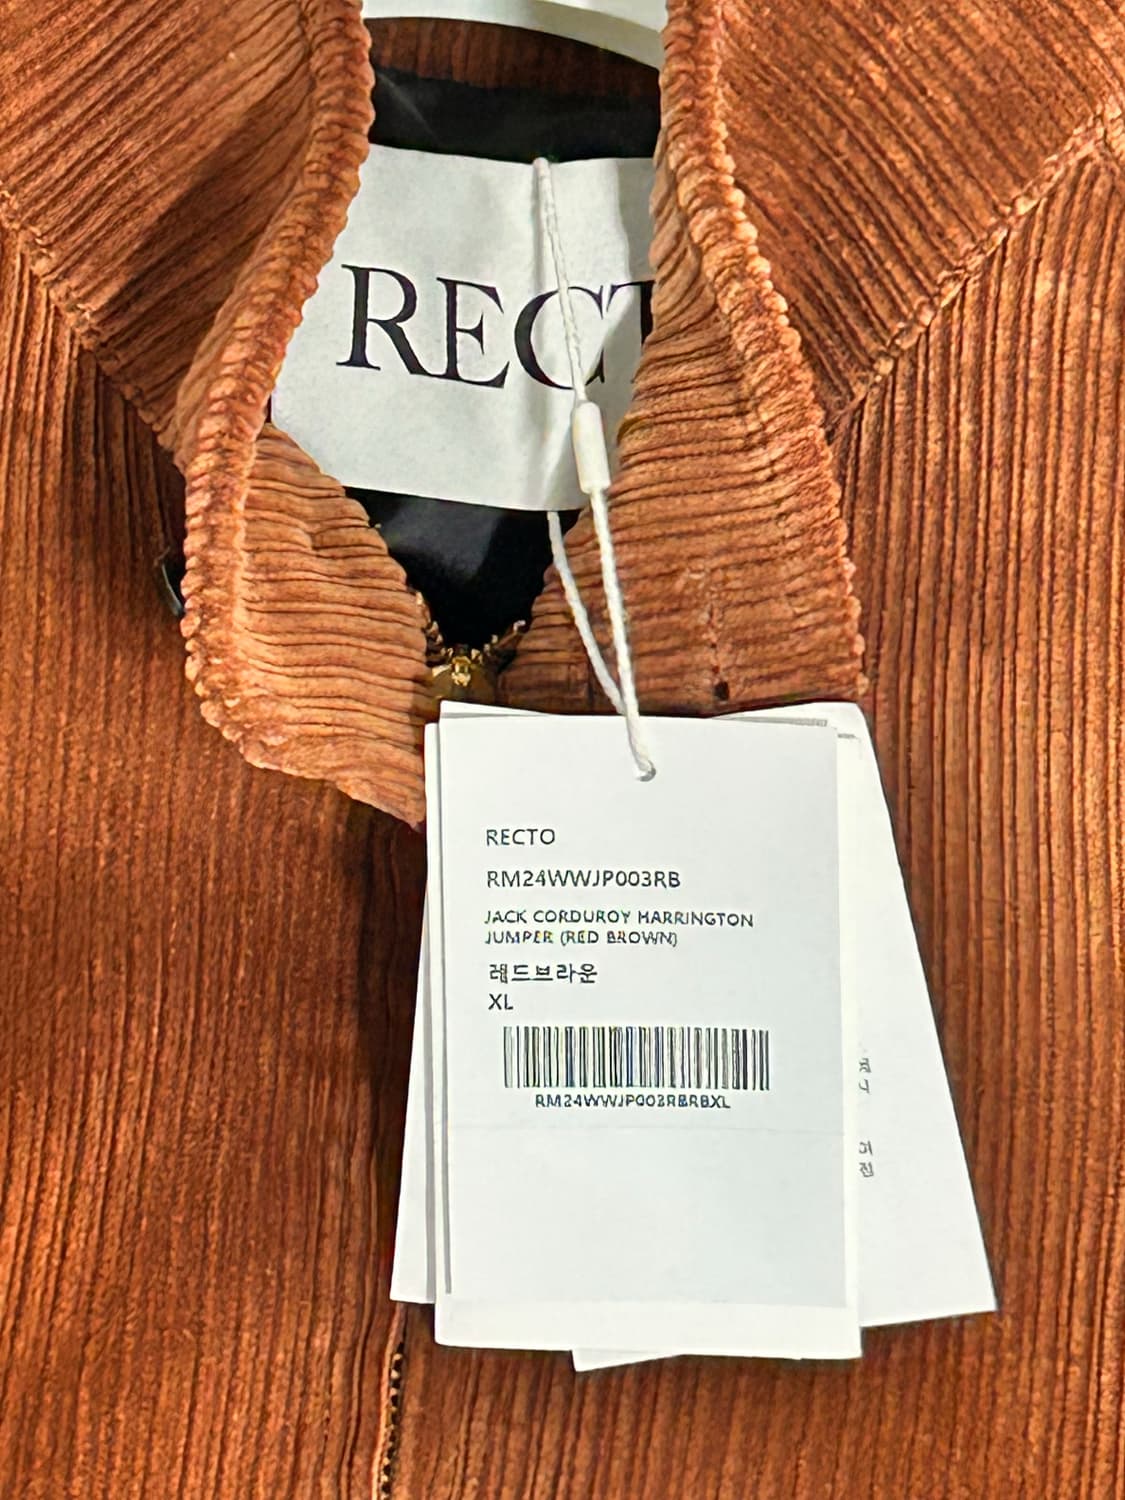 RECT
RECTO
RM24WWJP003RB
JACK CORDUROY HARRINGTON
JUMPER (RED BROWN)
레드브라운
XL
RM24WWJP003RBRBXL